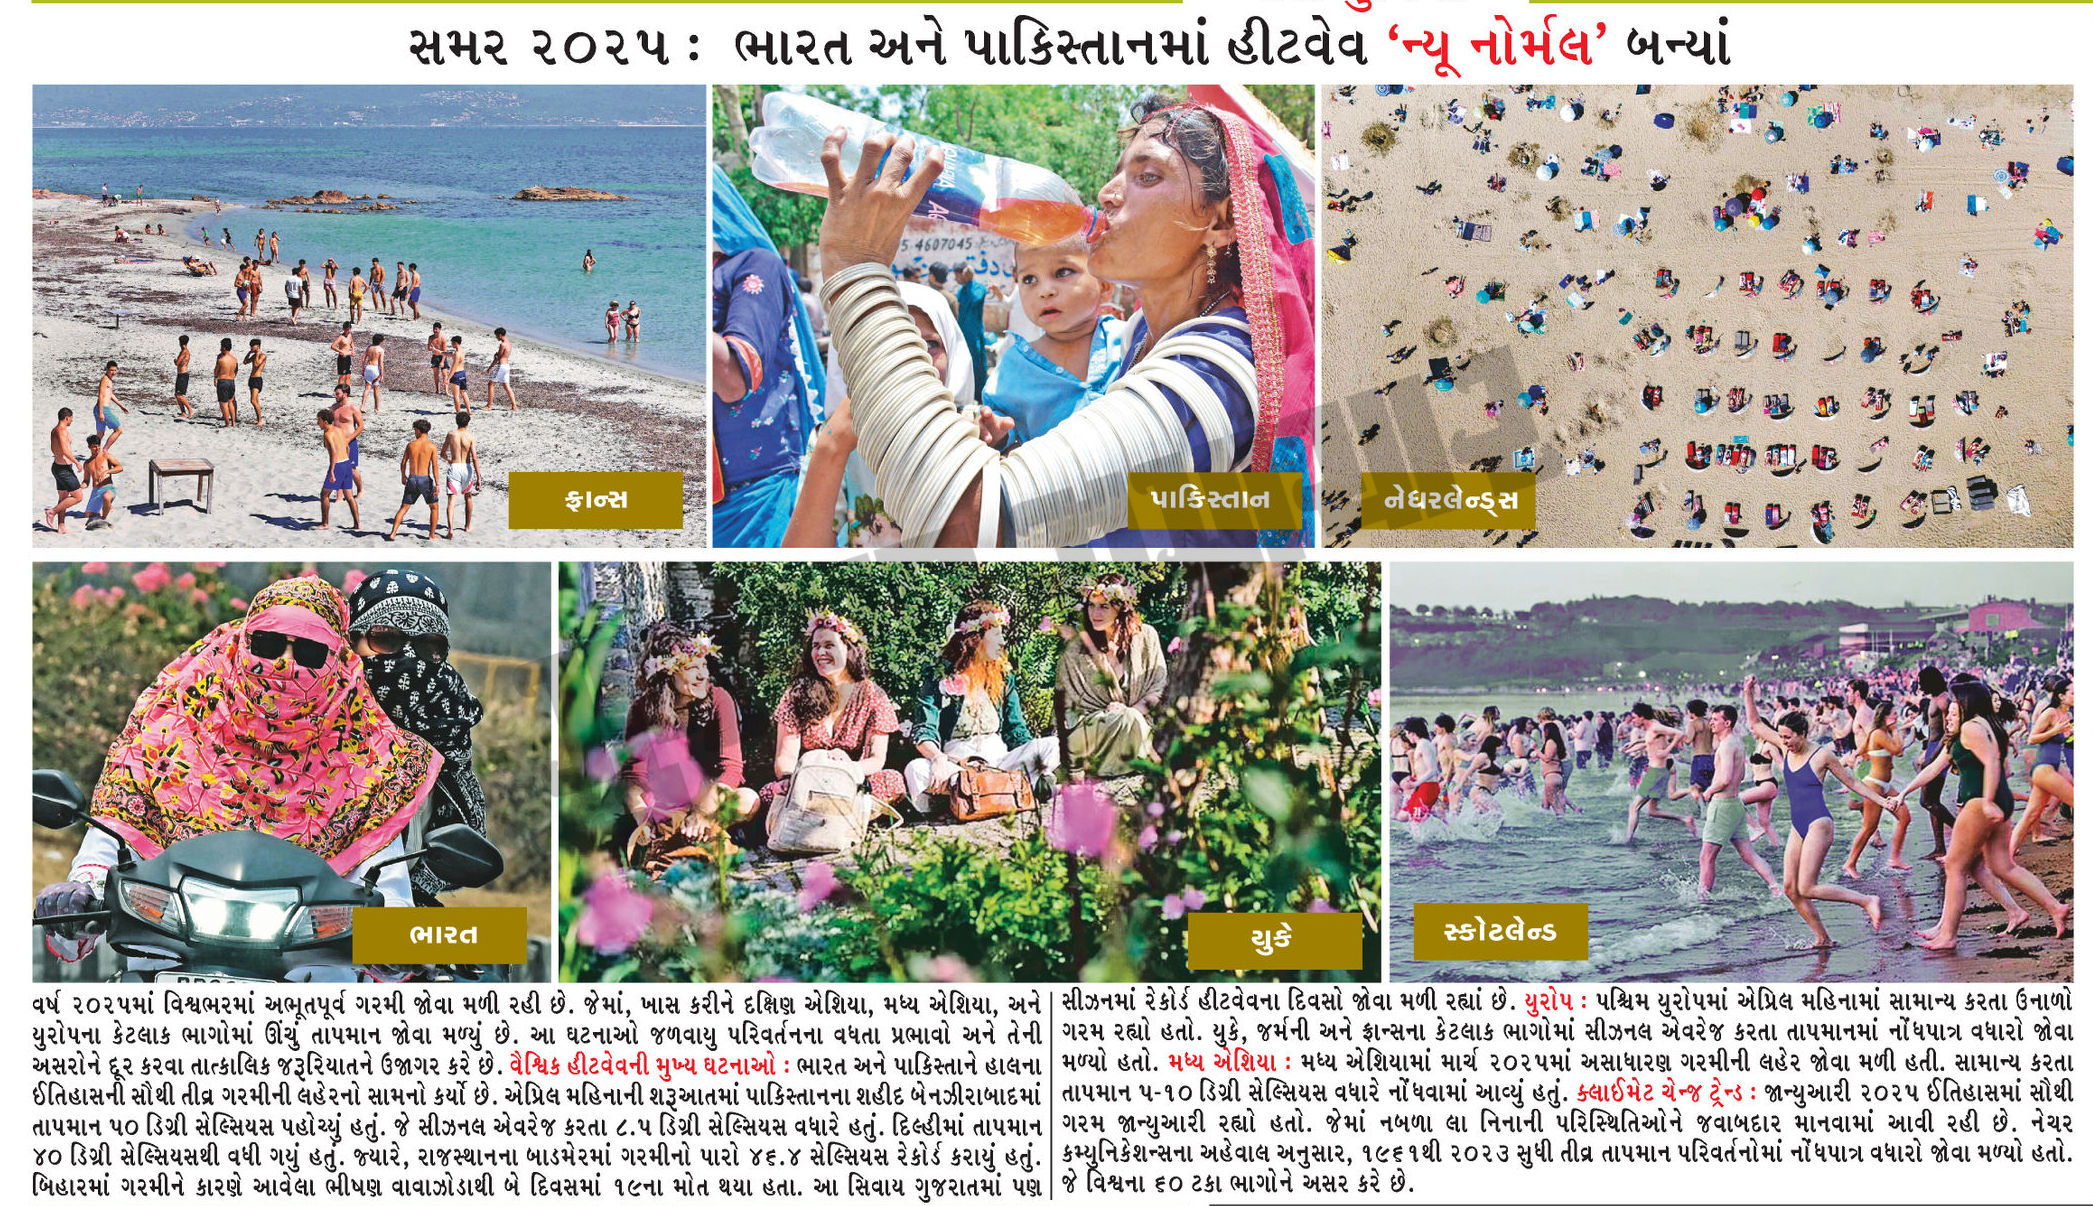 સમર ૨૦૨૫ : ભારત અને પાકિસ્તાનમાં હીટવેવ ‘ન્યૂ નોર્મલ’ બન્યાં
5 4607045
ફ્રાન્સ
પાકિસ્તાન
નેધરલેન્ડ્સ
ભારત
યુકે
સ્કોટલેન્ડ
વર્ષ ૨૦૨૫માં વિશ્વભરમાં અભૂતપૂર્વ ગરમી જોવા મળી રહી છે. જેમાં, ખાસ કરીને દક્ષિણ એશિયા, મધ્ય એશિયા, અને
યુરોપના કેટલાક ભાગોમાં ઊંચું તાપમાન જોવા મળ્યું છે. આ ઘટનાઓ જળવાયુ પરિવર્તનના વધતા પ્રભાવો અને તેની
અસરોને દૂર કરવા તાત્કાલિક જરૂરિયાતને ઉજાગર કરે છે. વૈશ્વિક હીટવેવની મુખ્ય ઘટનાઓ : ભારત અને પાકિસ્તાને હાલના
ઈતિહાસની સૌથી તીવ્ર ગરમીની લહેરનો સામનો કર્યો છે. એપ્રિલ મહિનાની શરૂઆતમાં પાકિસ્તાનના શહીદ બેનઝીરાબાદમાં
તાપમાન ૫૦ ડિગ્રી સેલ્સિયસ પહોચ્યું હતું. જે સીઝનલ એવરેજ કરતા ૮.૫ ડિગ્રી સેલ્સિયસ વધારે હતું. દિલ્હીમાં તાપમાન
૪૦ ડિગ્રી સેલ્સિયસથી વધી ગયું હતું. જ્યારે, રાજસ્થાનના બાડમેરમાં ગરમીનો પારો ૪૬.૪ સેલ્સિયસ રેકોર્ડ કરાયું હતું.
બિહારમાં ગરમીને કારણે આવેલા ભીષણ વાવાઝોડાથી બે દિવસમાં ૧૯ના મોત થયા હતા. આ સિવાય ગુજરાતમાં પણ
સીઝનમાં રેકોર્ડ હીટવેવના દિવસો જોવા મળી રહ્યાં છે. યુરોપ : પશ્ચિમ યુરોપમાં એપ્રિલ મહિનામાં સામાન્ય કરતા ઉનાળો
ગરમ રહ્યો હતો. યુકે, જર્મની અને ફ્રાન્સના કેટલાક ભાગોમાં સીઝનલ એવરેજ કરતા તાપમાનમાં નોંધપાત્ર વધારો જોવા
મળ્યો હતો. મધ્ય એશિયા : મધ્ય એશિયામાં માર્ચ ૨૦૨૫માં અસાધારણ ગરમીની લહેર જોવા મળી હતી. સામાન્ય કરતા
તાપમાન ૫-૧૦ ડિગ્રી સેલ્સિયસ વધારે નોંધવામાં આવ્યું હતું. ક્લાઈમેટ ચેન્જ ટ્રેન્ડ : જાન્યુઆરી ૨૦૨૫ ઈતિહાસમાં સૌથી
ગરમ જાન્યુઆરી રહ્યો હતો. જેમાં નબળા લા નિનાની પરિસ્થિતિઓને જવાબદાર માનવામાં આવી રહી છે. નેચર
કમ્યુનિકેશન્સના અહેવાલ અનુસાર, ૧૯૬૧થી ૨૦૨૩ સુધી તીવ્ર તાપમાન પરિવર્તનોમાં નોંધપાત્ર વધારો જોવા મળ્યો હતો.
જે વિશ્વના ૬૦ ટકા ભાગોને અસર કરે છે.